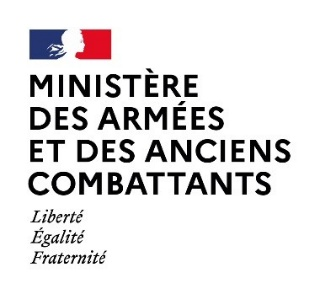 MINISTÈRE
DES ARMÉES
ET DES ANCIENS
COMBATTANTS
Liberté
Égalité
Fraternité